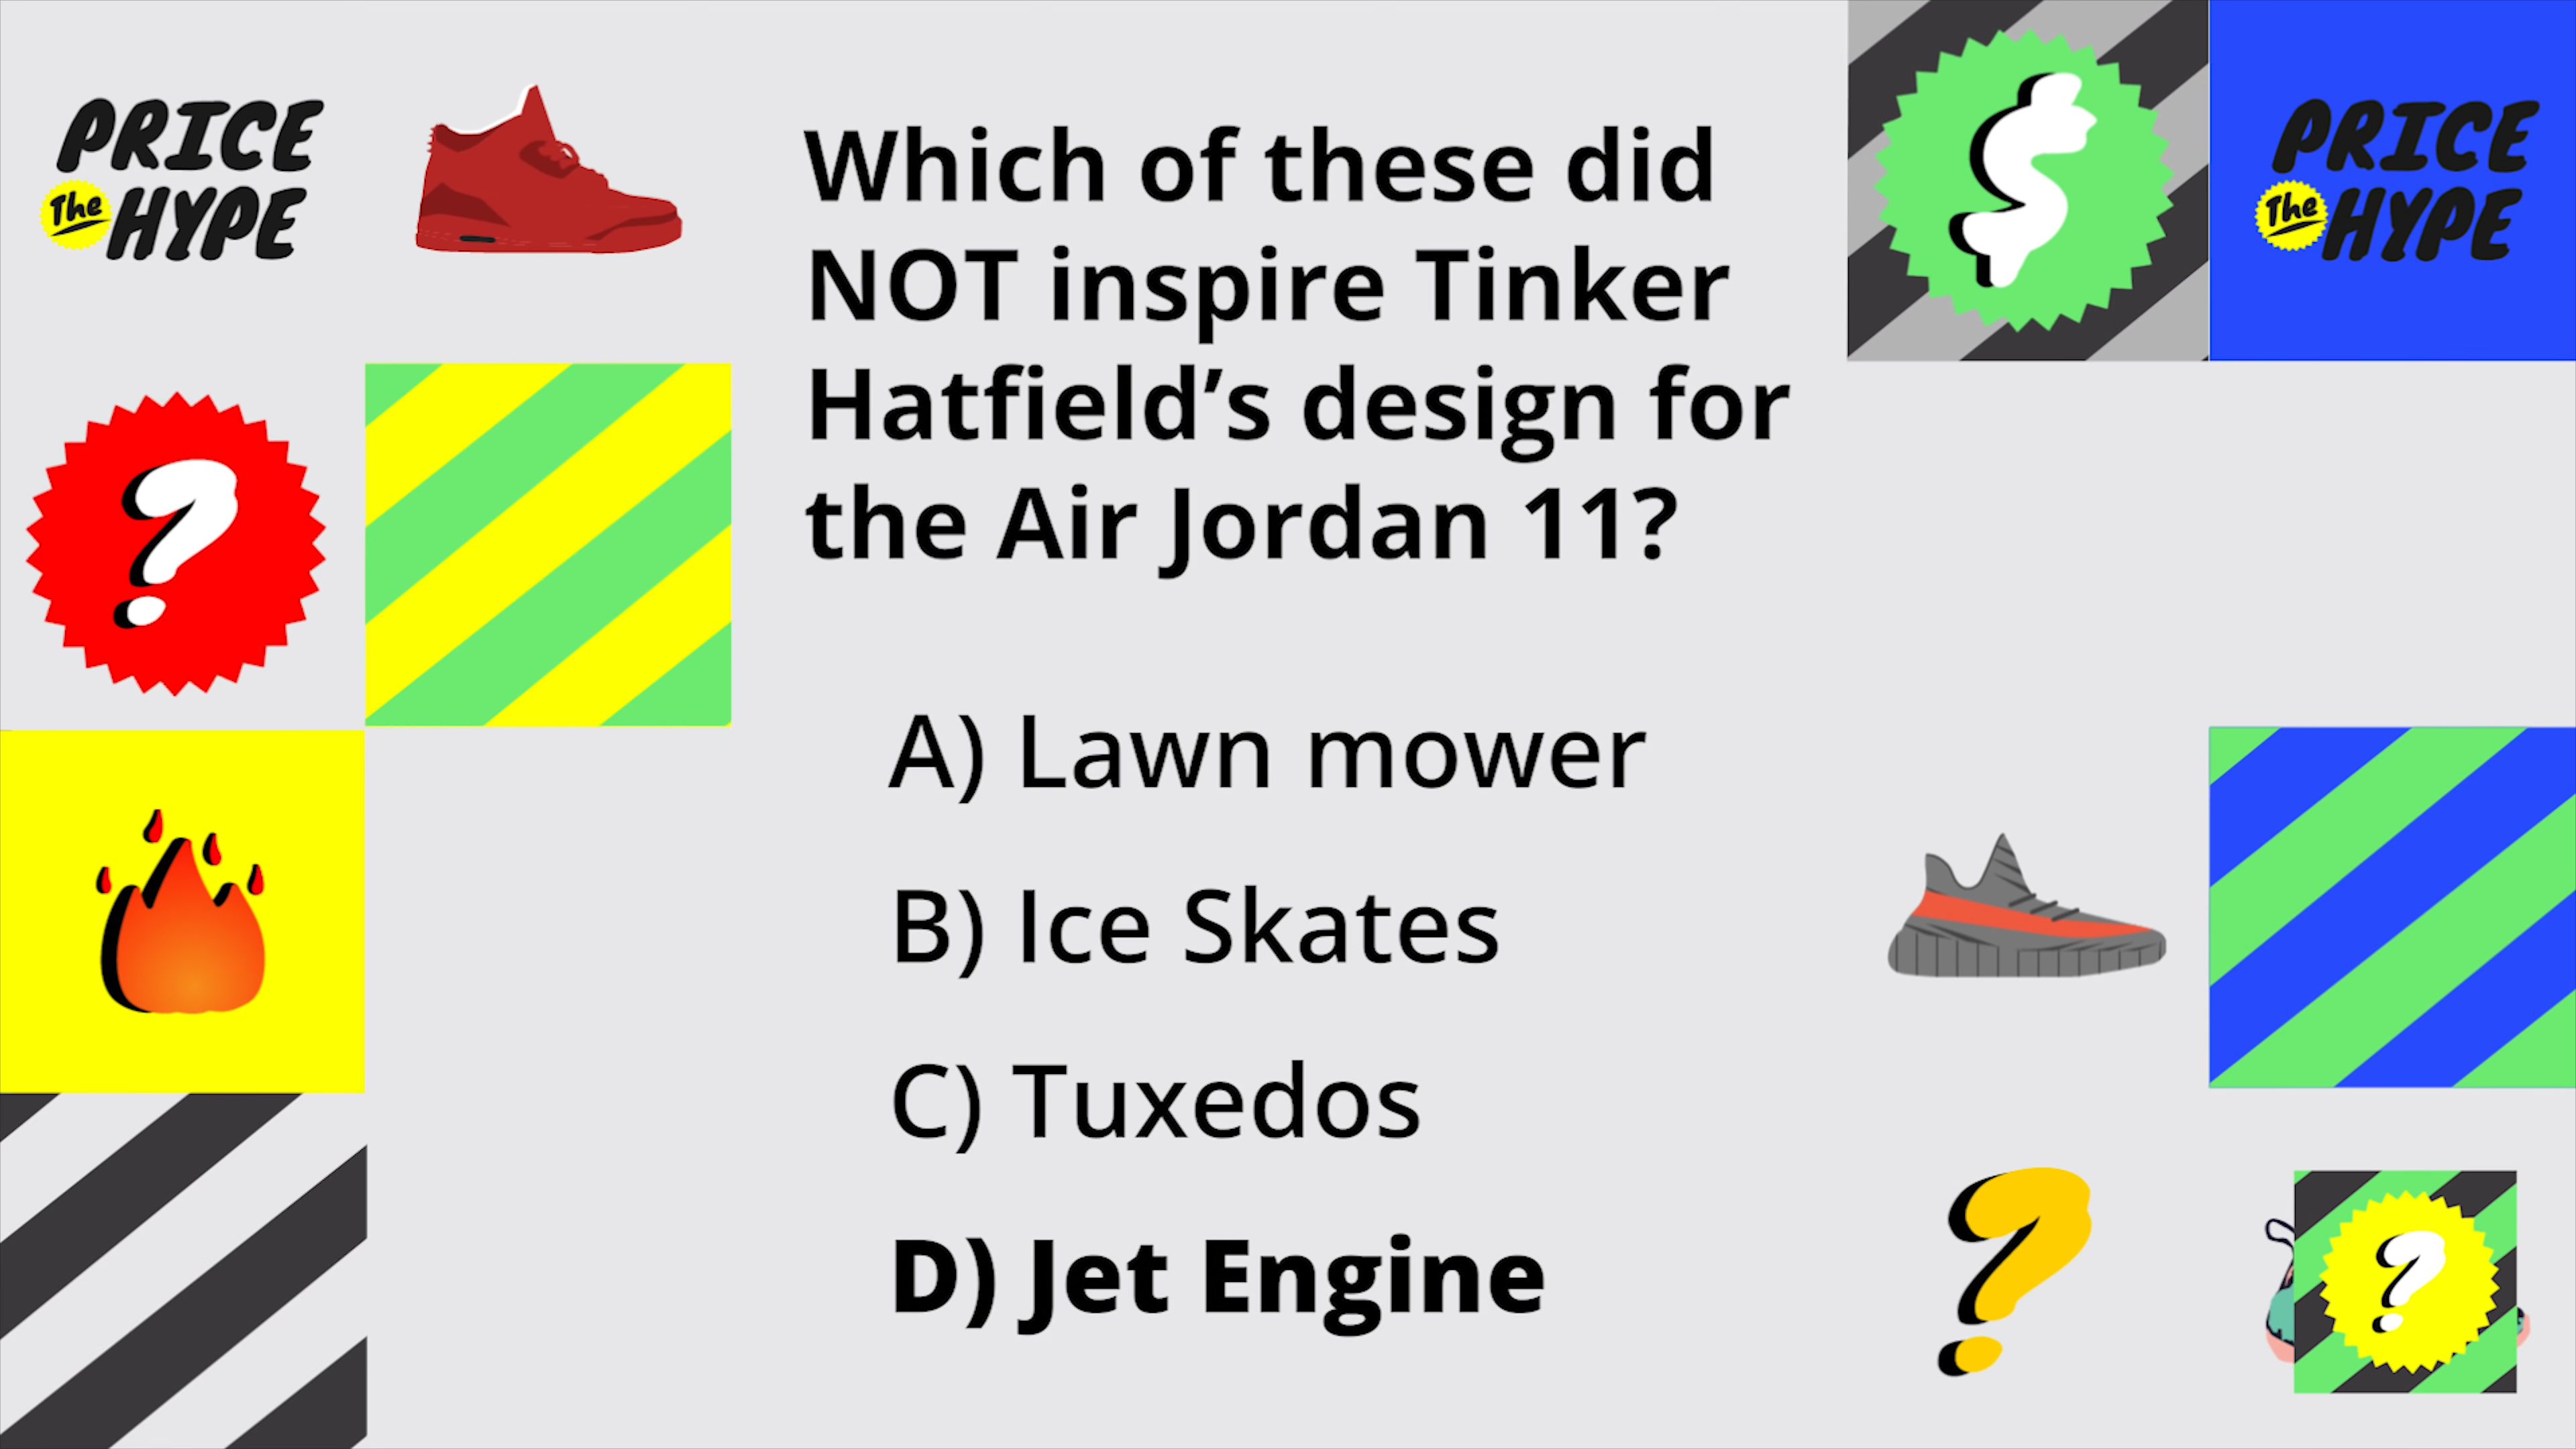 PRICE
The HYPE
Which of these did
NOT inspire Tinker
Hatfield’s design for
the Air Jordan 11?
A) Lawn mower
B) Ice Skates
C) Tuxedos
D) Jet Engine
$
PRICE
The HYPE
?
?
?